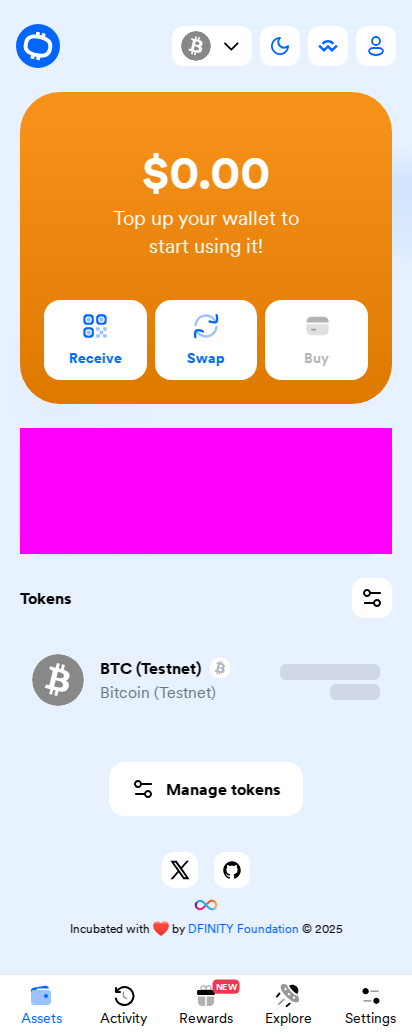 $0.00
Top up your wallet to
start using it!
Receive
Swap
Buy
Tokens
BTC (Testnet)
Bitcoin (Testnet)
Manage tokens
Incubated with ❤️ by DFINITY Foundation © 2025
NEW
Assets
Activity
Rewards
Explore
Settings